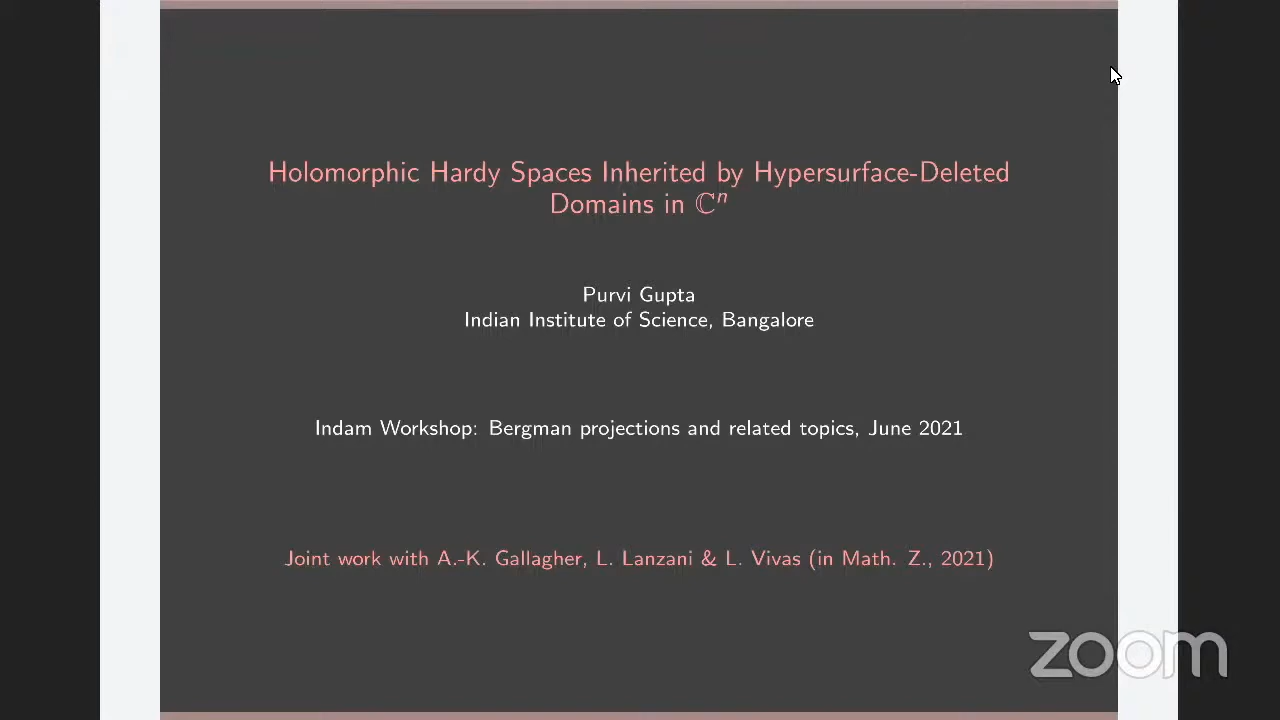 Holomorphic Hardy Spaces Inherited by Hypersurface-Deleted
Domains in ℂⁿ
Purvi Gupta
Indian Institute of Science, Bangalore
Indam Workshop: Bergman projections and related topics, June 2021
Joint work with A.-K. Gallagher, L. Lanzani & L. Vivas (in Math. Z., 2021)
zoom